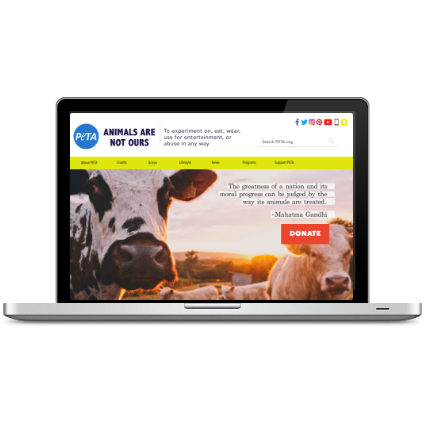 PETA
ANIMALS ARE
NOT OURS
To experiment on, eat, wear,
use for entertainment, or
abuse in any way
Search PETA.org
About PETA Cruelty Action Lifestyle News Programs Support PETA
The greatness of a nation and its
moral progress can be judged by the
way its animals are treated.
-Mahatma Gandhi
DONATE